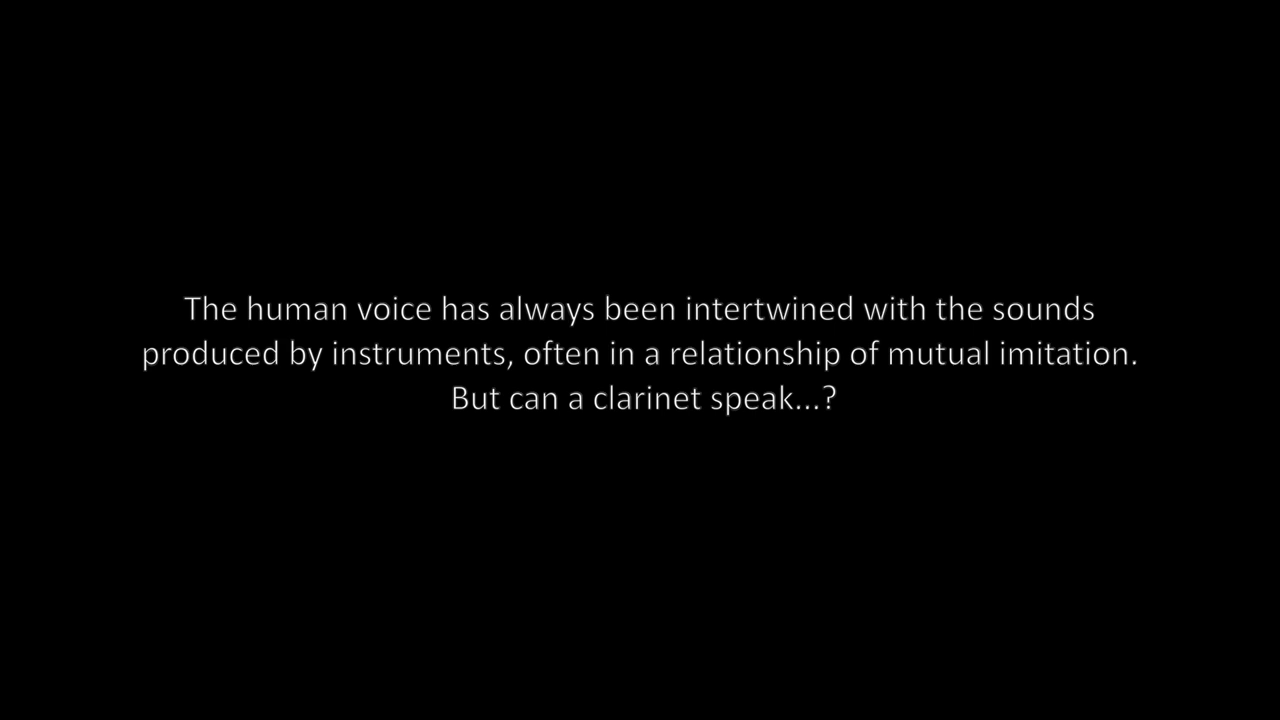 The human voice has always been intertwined with the sounds
produced by instruments, often in a relationship of mutual imitation.
But can a clarinet speak...?